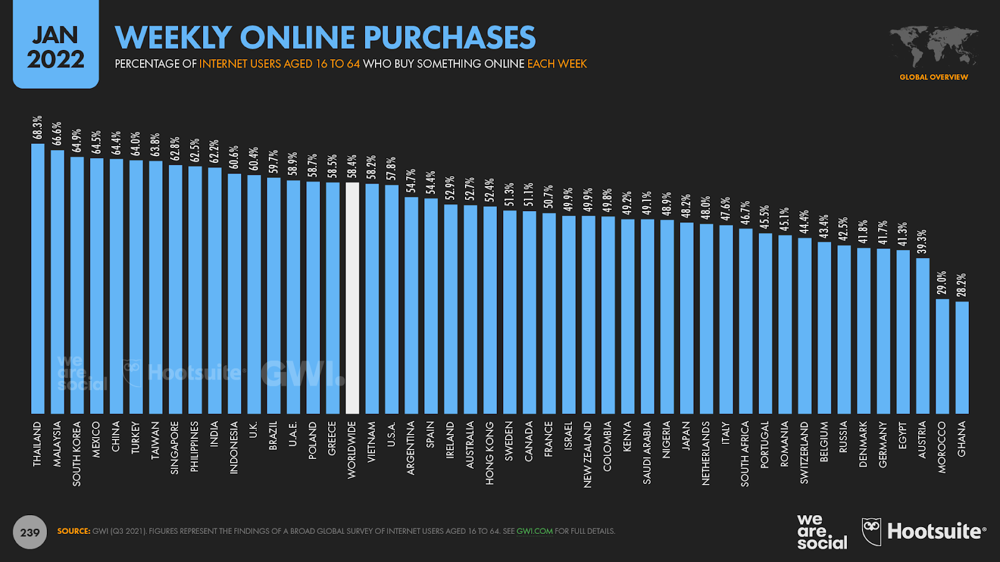 JAN
2022
WEEKLY ONLINE PURCHASES
PERCENTAGE OF INTERNET USERS AGED 16 TO 64 WHO BUY SOMETHING ONLINE EACH WEEK
GLOBAL OVERVIEW
68.3%
66.6%
64.9%
64.5%
64.4%
64.0%
63.8%
62.8%
62.5%
62.2%
60.6%
60.4%
59.7%
58.9%
58.7%
58.5%
58.4%
58.2%
57.8%
54.7%
54.4%
52.9%
52.7%
52.4%
51.3%
51.1%
50.7%
49.9%
49.9%
49.8%
49.2%
49.1%
48.9%
48.2%
48.0%
47.6%
46.7%
45.5%
45.1%
44.4%
43.4%
42.5%
41.8%
41.7%
41.3%
39.3%
29.0%
28.2%
we
are
social
Hootsuite®
GWI.
THAILAND
MALAYSIA
SOUTH KOREA
MEXICO
CHINA
TURKEY
TAIWAN
SINGAPORE
PHILIPPINES
INDIA
INDONESIA
U.K.
BRAZIL
U.A.E.
POLAND
GREECE
WORLDWIDE
VIETNAM
U.S.A.
ARGENTINA
SPAIN
IRELAND
AUSTRALIA
HONG KONG
SWEDEN
CANADA
FRANCE
ISRAEL
NEW ZEALAND
COLOMBIA
KENYA
SAUDI ARABIA
NIGERIA
JAPAN
NETHERLANDS
ITALY
SOUTH AFRICA
PORTUGAL
ROMANIA
SWITZERLAND
BELGIUM
RUSSIA
DENMARK
GERMANY
EGYPT
AUSTRIA
MOROCCO
GHANA
239
SOURCE: GWI (Q3 2021). FIGURES REPRESENT THE FINDINGS OF A BROAD GLOBAL SURVEY OF INTERNET USERS AGED 16 TO 64. SEE GWI.COM FOR FULL DETAILS.
we
are
social
Hootsuite®